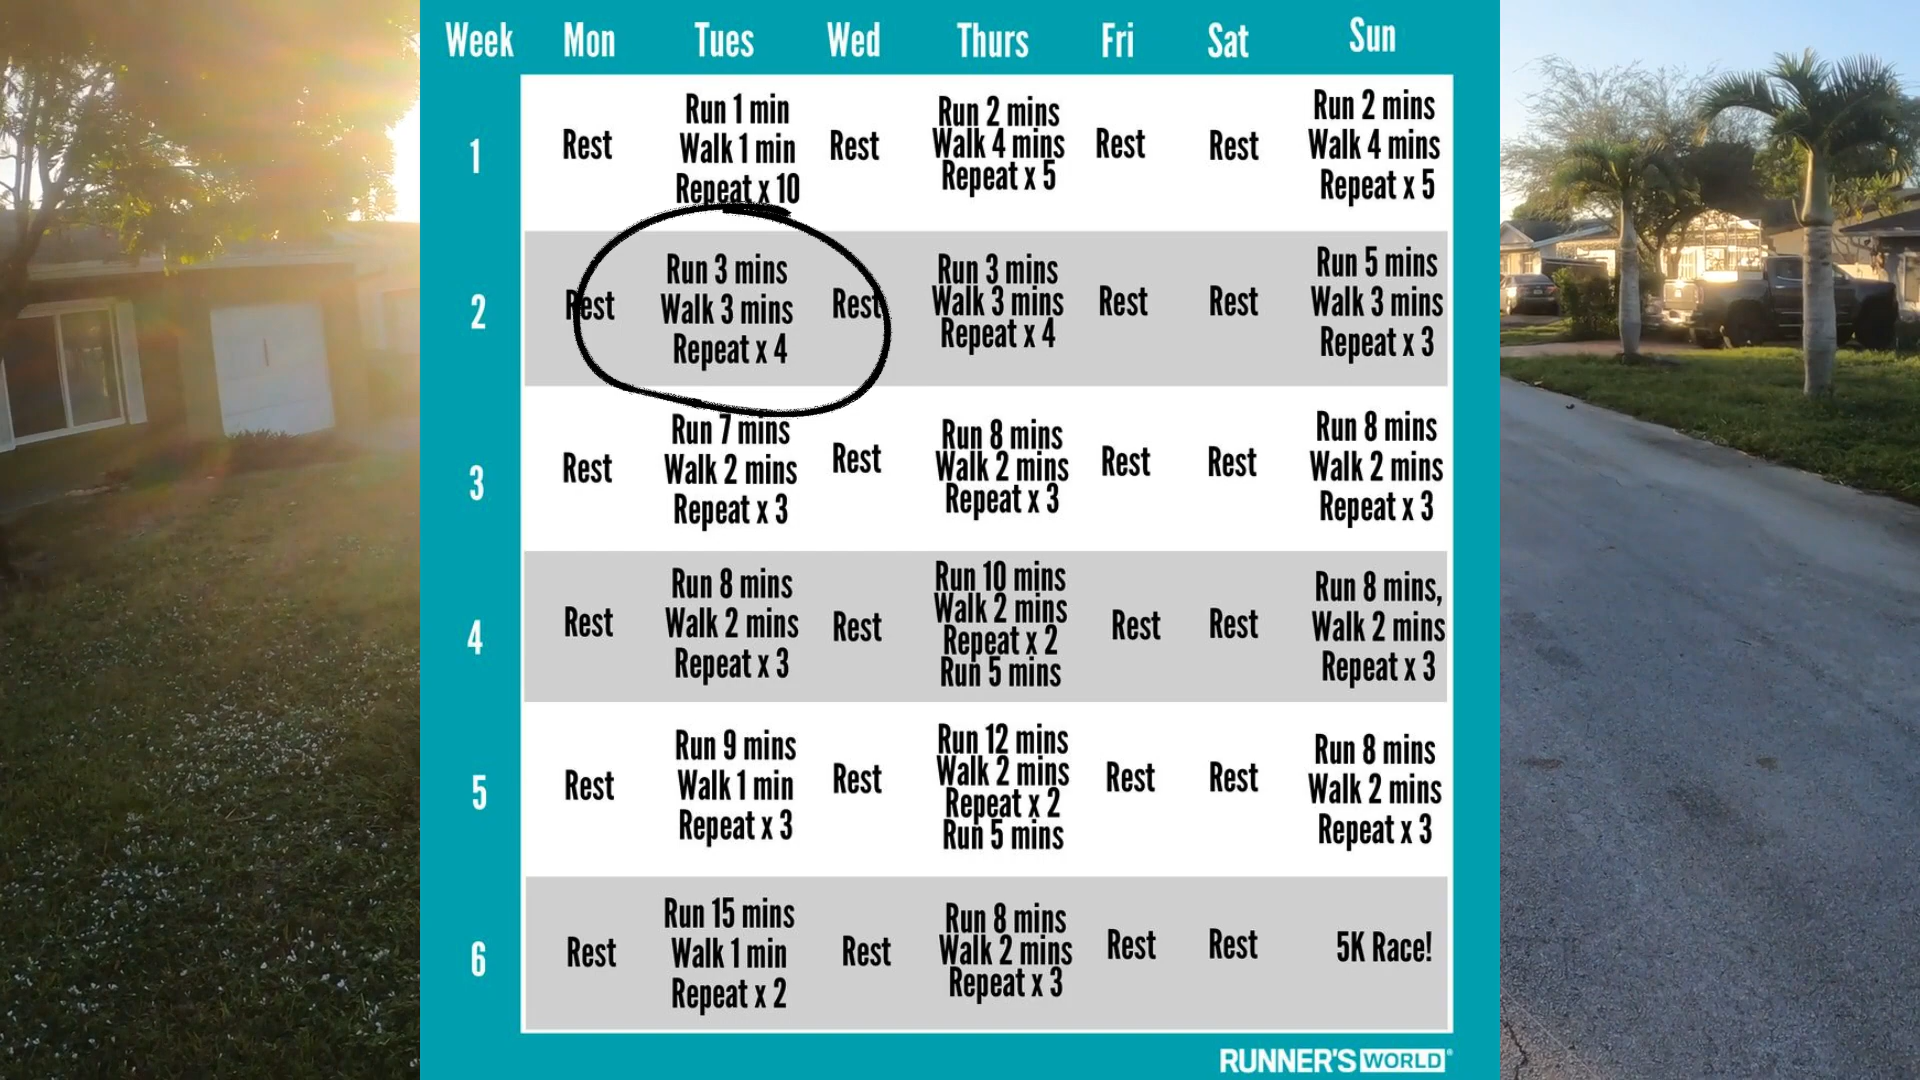 Week Mon Tues Wed Thurs Fri Sat Sun
1
Rest
Run 1 min
Walk 1 min
Repeat x 10
Rest
Run 2 mins
Walk 4 mins
Repeat x 5
Rest
Rest
Run 2 mins
Walk 4 mins
Repeat x 5
2
Rest
Run 3 mins
Walk 3 mins
Repeat x 4
Rest
Run 3 mins
Walk 3 mins
Repeat x 4
Rest
Rest
Run 5 mins
Walk 3 mins
Repeat x 3
3
Rest
Run 7 mins
Walk 2 mins
Repeat x 3
Rest
Run 8 mins
Walk 2 mins
Repeat x 3
Rest
Rest
Run 8 mins
Walk 2 mins
Repeat x 3
4
Rest
Run 8 mins
Walk 2 mins
Repeat x 3
Rest
Run 10 mins
Walk 2 mins
Repeat x 2
Run 5 mins
Rest
Rest
Run 8 mins,
Walk 2 mins
Repeat x 3
5
Rest
Run 9 mins
Walk 1 min
Repeat x 3
Rest
Run 12 mins
Walk 2 mins
Repeat x 2
Run 5 mins
Rest
Rest
Run 8 mins
Walk 2 mins
Repeat x 3
6
Rest
Run 15 mins
Walk 1 min
Repeat x 2
Rest
Run 8 mins
Walk 2 mins
Repeat x 3
Rest
Rest
5K Race!
RUNNER'S WORLD®